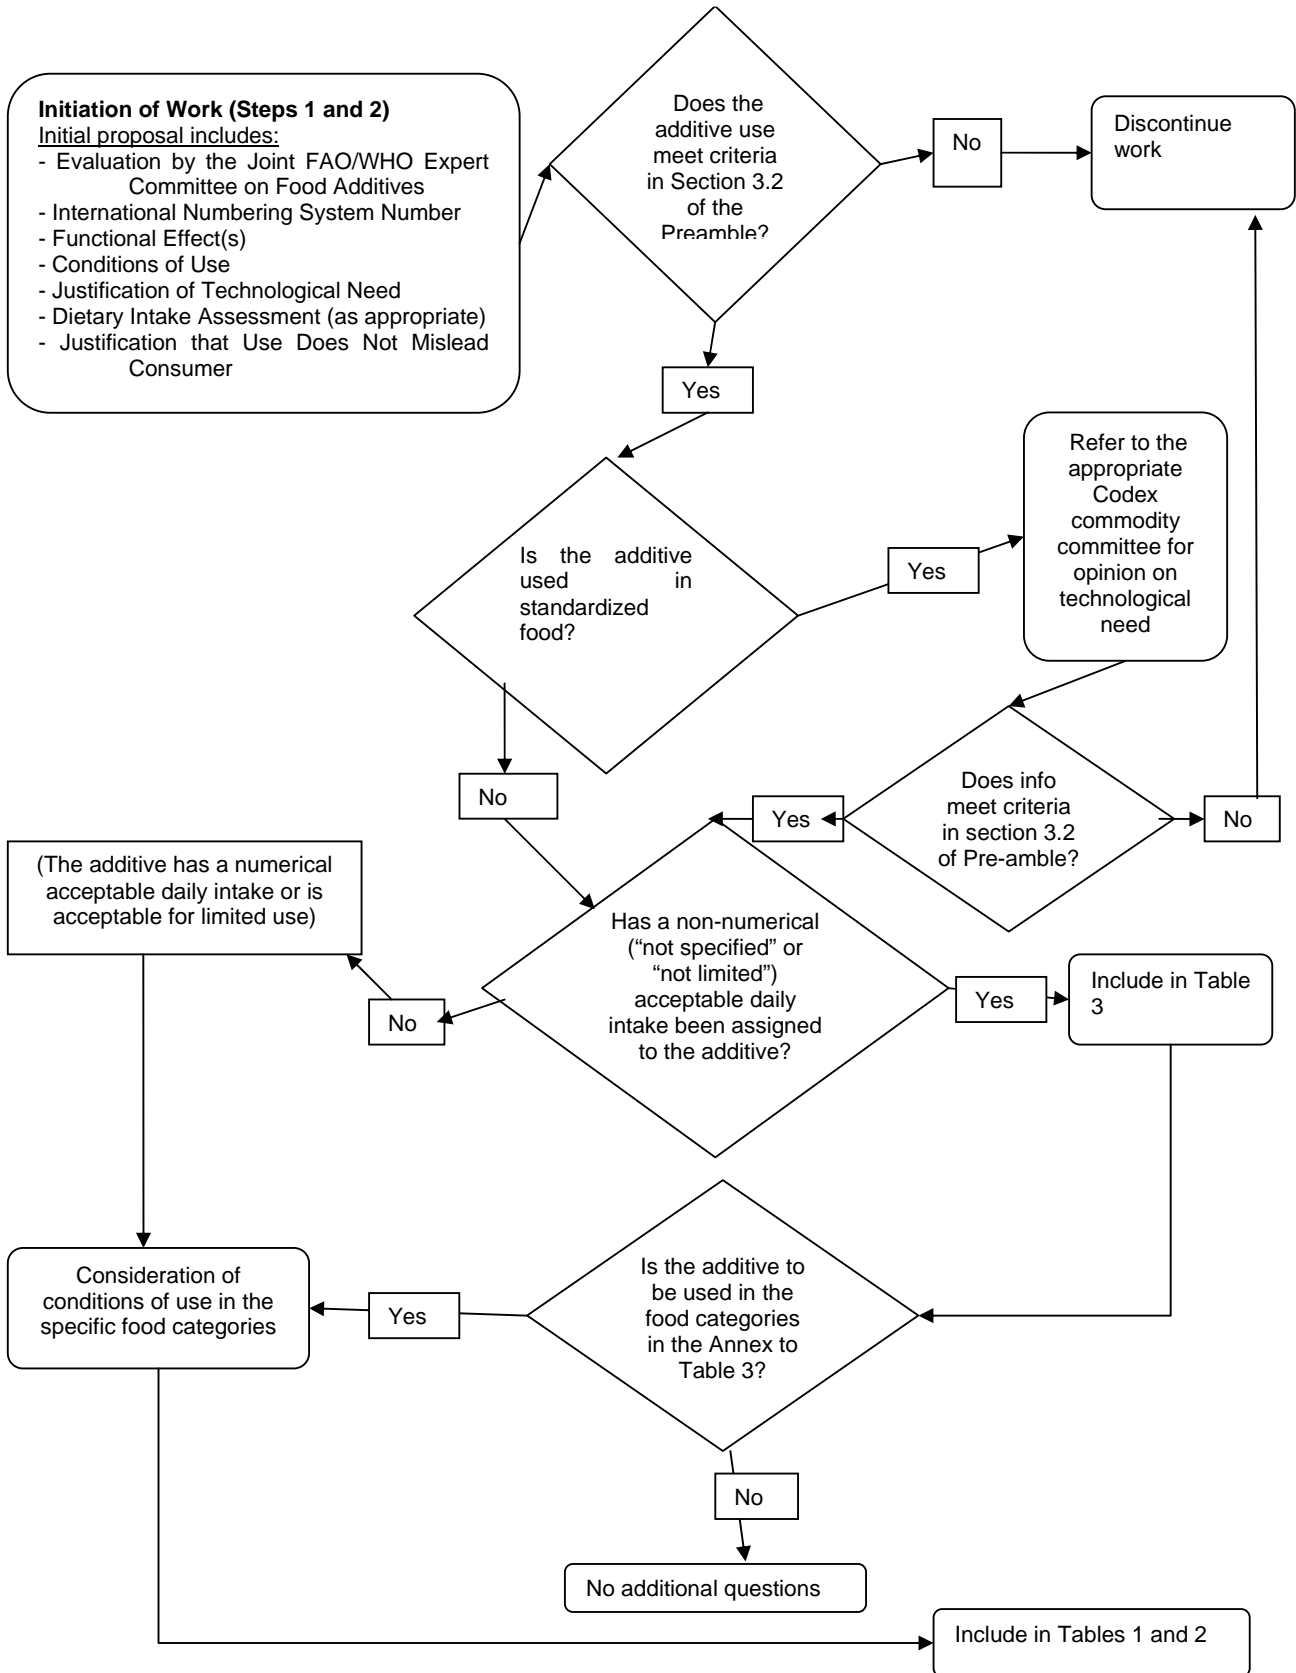 Initiation of Work (Steps 1 and 2)
Initial proposal includes:
- Evaluation by the Joint FAO/WHO Expert
Committee on Food Additives
- International Numbering System Number
- Functional Effect(s)
- Conditions of Use
- Justification of Technological Need
- Dietary Intake Assessment (as appropriate)
- Justification that Use Does Not Mislead
Consumer
Does the
additive use
meet criteria
in Section 3.2
of the
Preamble?
No
Discontinue
work
Yes
Is the additive
used in
standardized
food?
Yes
Refer to the
appropriate
Codex
commodity
committee for
opinion on
technological
need
No
Does info
meet criteria
in section 3.2
of Pre-amble?
Yes
No
(The additive has a numerical
acceptable daily intake or is
acceptable for limited use)
Has a non-numerical
(“not specified” or
“not limited”)
acceptable daily
intake been assigned
to the additive?
No
Yes
Include in Table
3
Consideration of
conditions of use in the
specific food categories
Yes
Is the additive to
be used in the
food categories
in the Annex to
Table 3?
No
No additional questions
Include in Tables 1 and 2